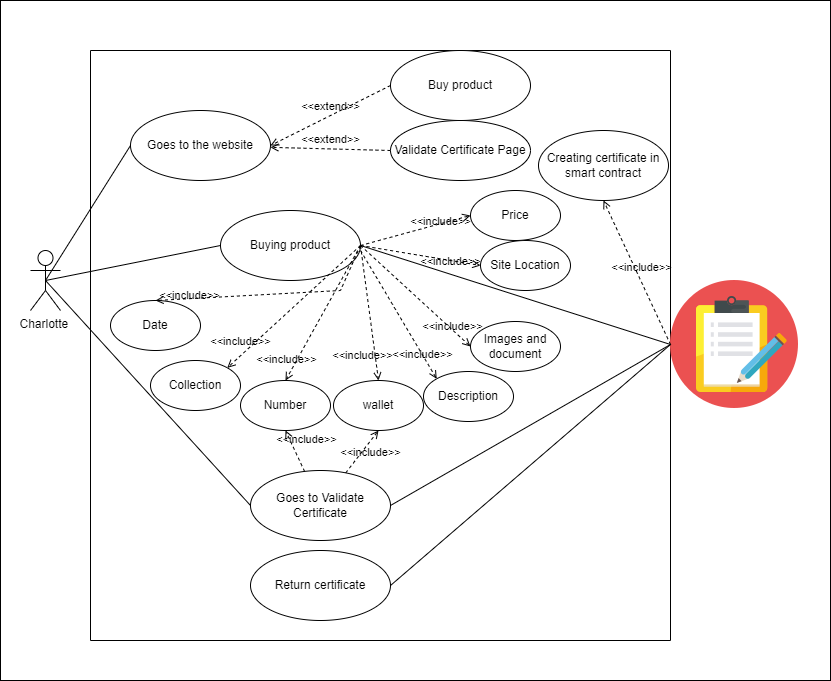 Buy product
<<extend>>
Goes to the website
<<extend>>
Validate Certificate Page
Creating certificate in
smart contract
Price
<<include>>
Buying product
<<include>>
Site Location
<<include>>
<<include>>
Charlotte
Date
<<include>>
Images and
document
<<include>>
<<include>>
<<include>>
<<include>>
Collection
Number
wallet
Description
<<include>>
<<include>>
Goes to Validate
Certificate
Return certificate